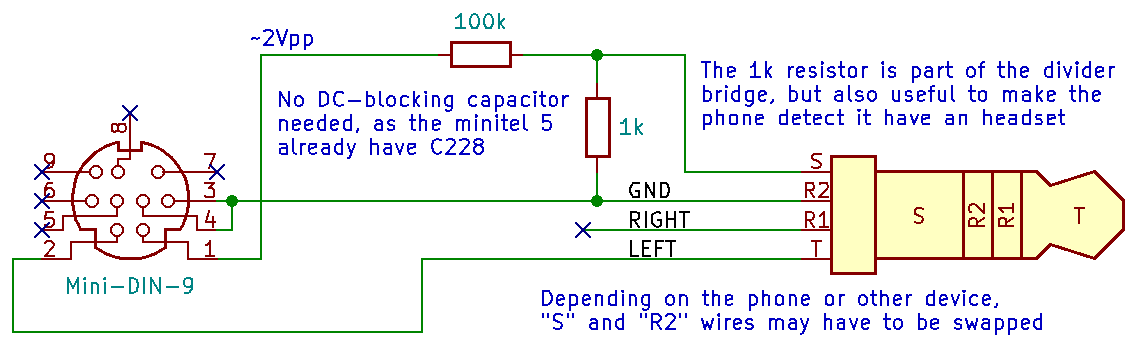 100k
~2Vpp
The 1k resistor is part of the divider
bridge, but also useful to make the
phone detect it have an headset
No DC-blocking capacitor
needed, as the minitel 5
already have C228
1k
8
9
7
6
3
5
4
2
1
Mini-DIN-9
GND
RIGHT
LEFT
S
R2
R1
T
S
R2
R1
T
Depending on the phone or other device,
"S" and "R2" wires may have to be swapped